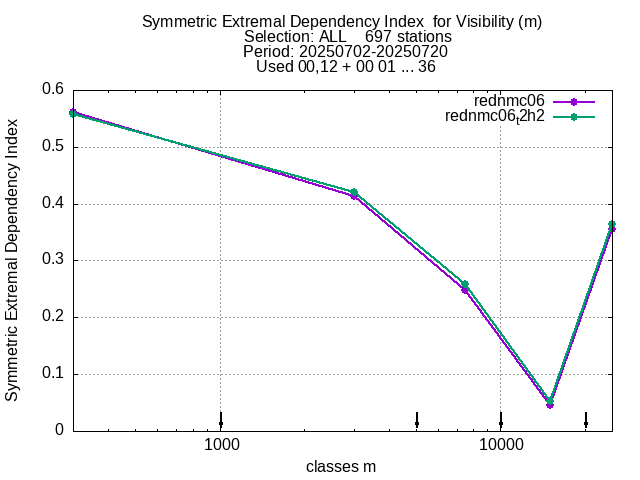 Symmetric Extremal Dependency Index  for Visibility (m)
Selection: ALL    697 stations
Period: 20250702-20250720
Used 00,12 + 00 01 ... 36
rednmc06
rednmc06t2h2
Symmetric Extremal Dependency Index
0.6
0.5
0.4
0.3
0.2
0.1
0
1000
10000
classes m